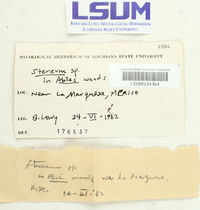 LSUM
BERNARD LOWY MYCOLOGICAL HERBARIUM
LOUISIANA STATE UNIVERSITY
MYCOLOGICAL HERBARIUM OF LOUISIANA STATE UNIVERSITY
Stereum sp.
in Abies woods
LOC. Near La Marquesa, MEXICO
LEG. B. Lowy 24-VI-1962
DET.
Stereum sp.
in Abies woods near La Marquesa
24-VI-62